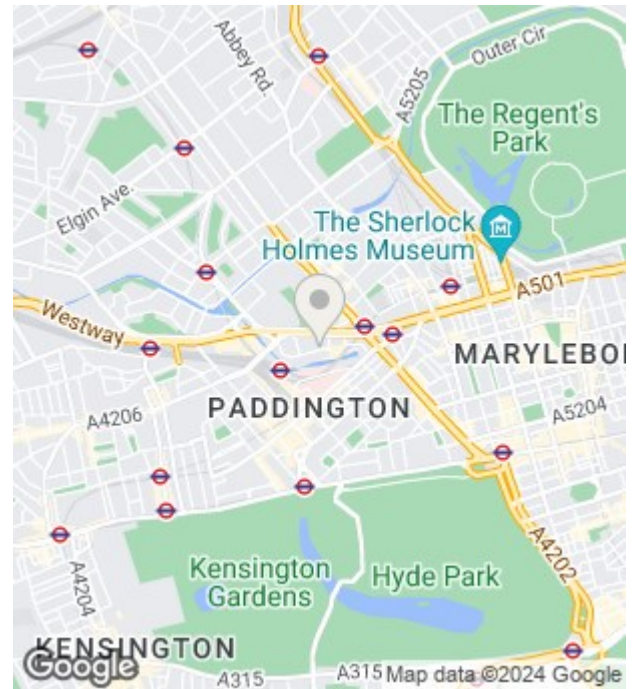 Abbey Rd.
Outer Cir
A5205
The Regent's
Park
Elgin Ave.
The Sherlock
Holmes Museum
M
A501
Westway
MARYLEBO
PADDINGTON
A4206
A5204
A4202
Kensington
Gardens
Hyde Park
A4204
KENSINGTON
Google
A315
A315
Map data ©2024 Google